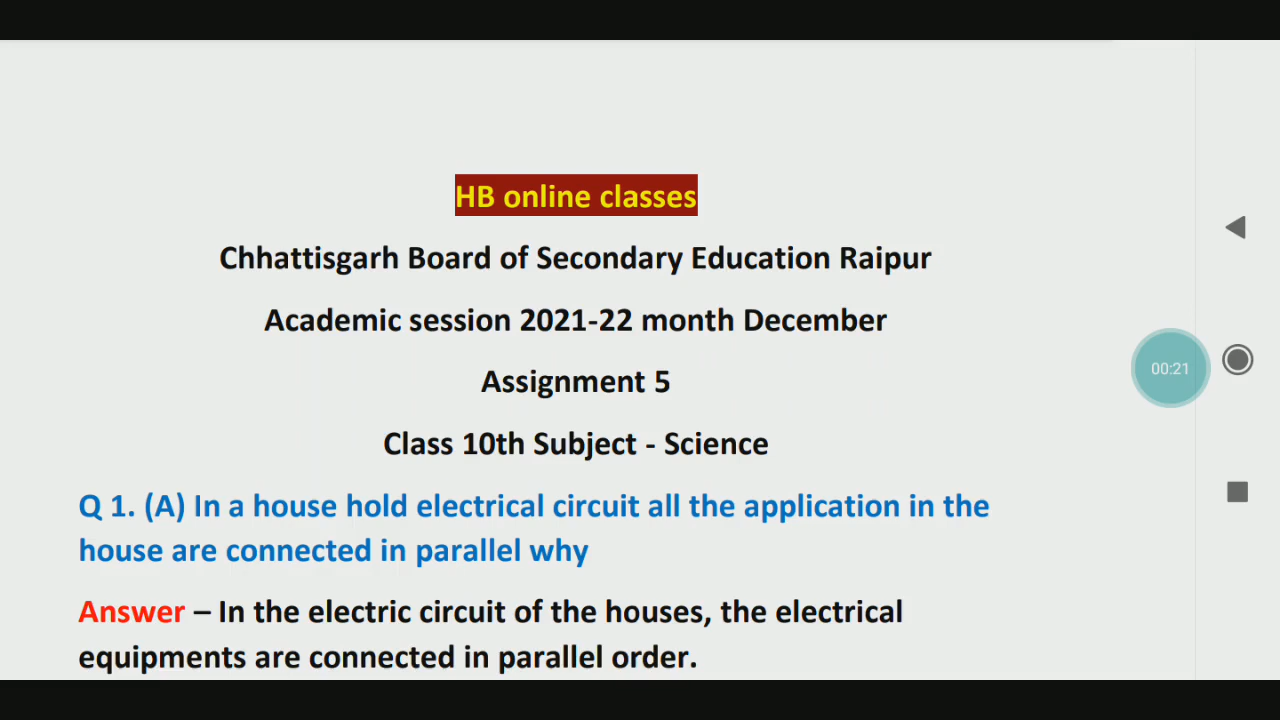 HB online classes
Chhattisgarh Board of Secondary Education Raipur
Academic session 2021-22 month December
Assignment 5
00:21
Class 10th Subject - Science
Q 1. (A) In a house hold electrical circuit all the application in the
house are connected in parallel why
Answer – In the electric circuit of the houses, the electrical
equipments are connected in parallel order.